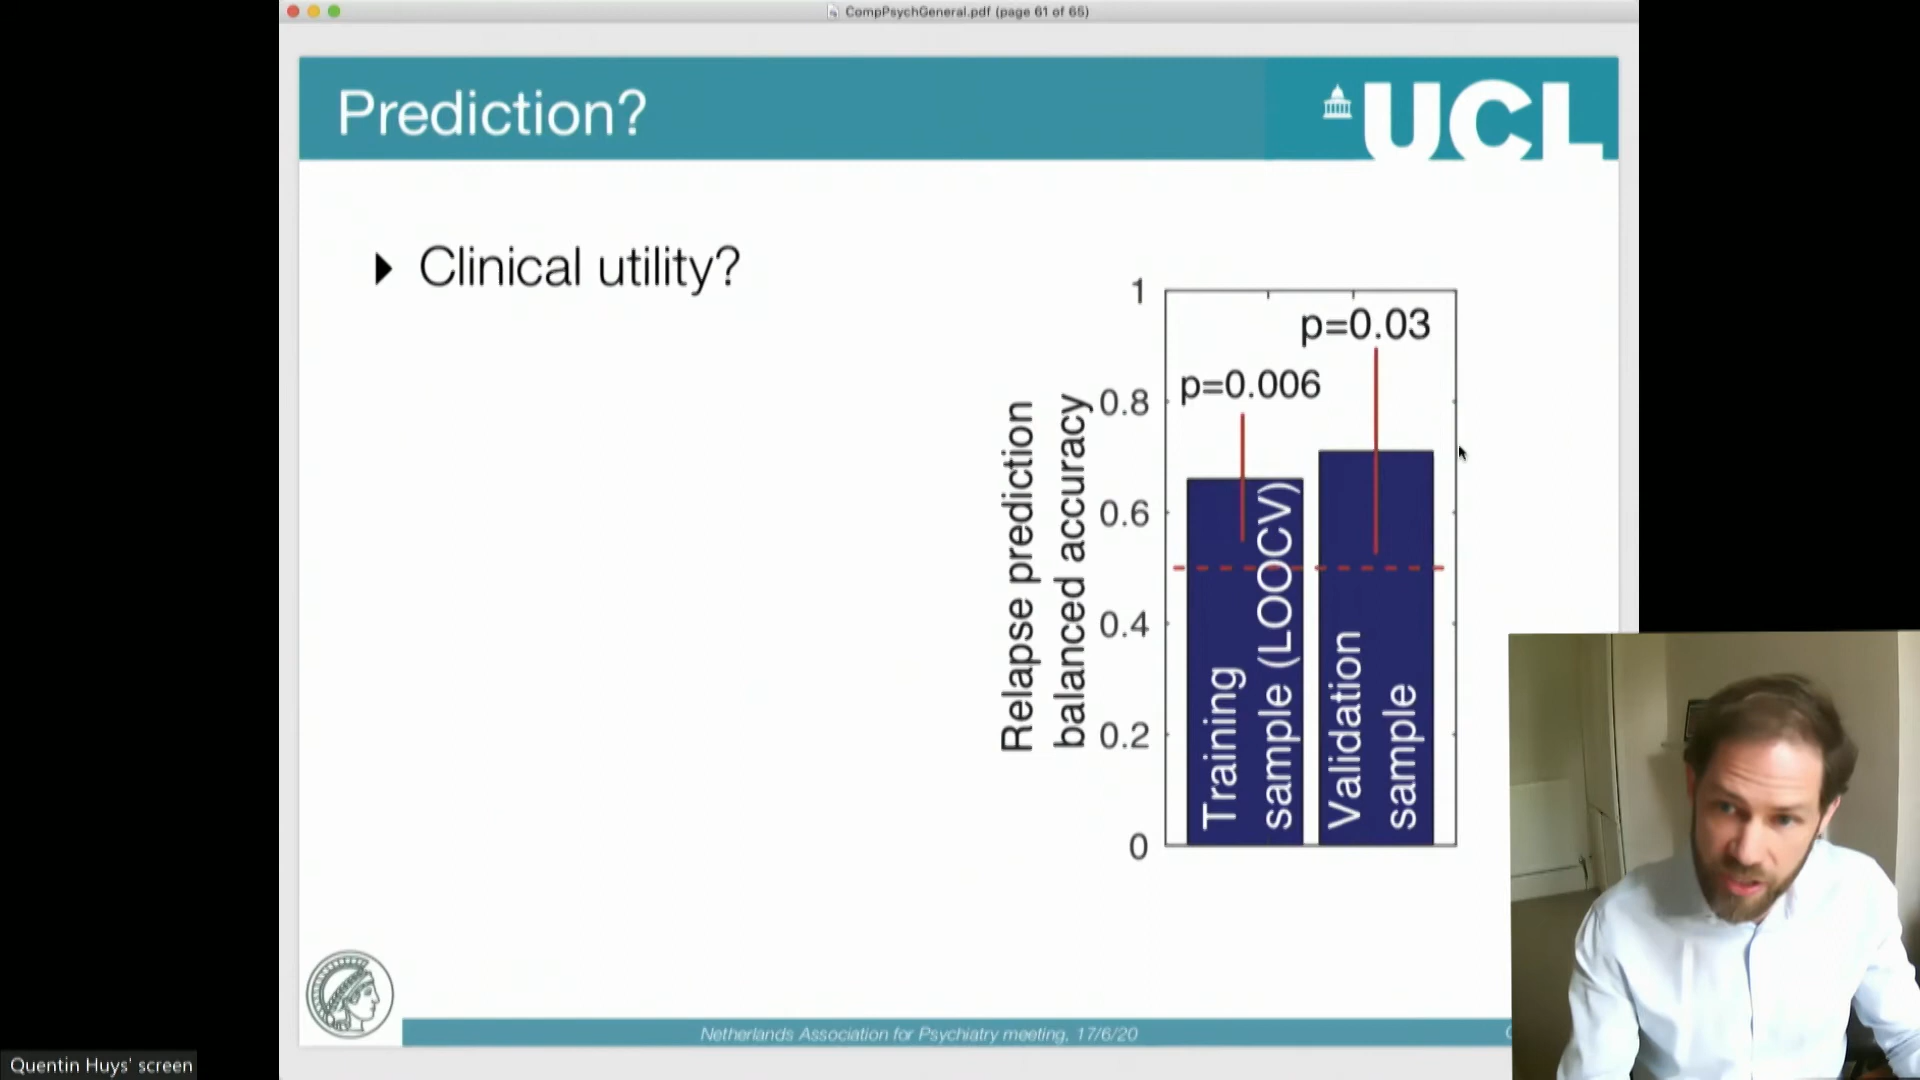 CompPsychGeneral.pdf (page 61 of 65)
Prediction?
UCL
Clinical utility?
1
p=0.03
p=0.006
0.8
0.6
0.4
0.2
0
Relapse prediction
balanced accuracy
Training
sample (LOOCV)
Validation
sample
Netherlands Association for Psychiatry meeting, 17/6/20
Quentin Huys' screen